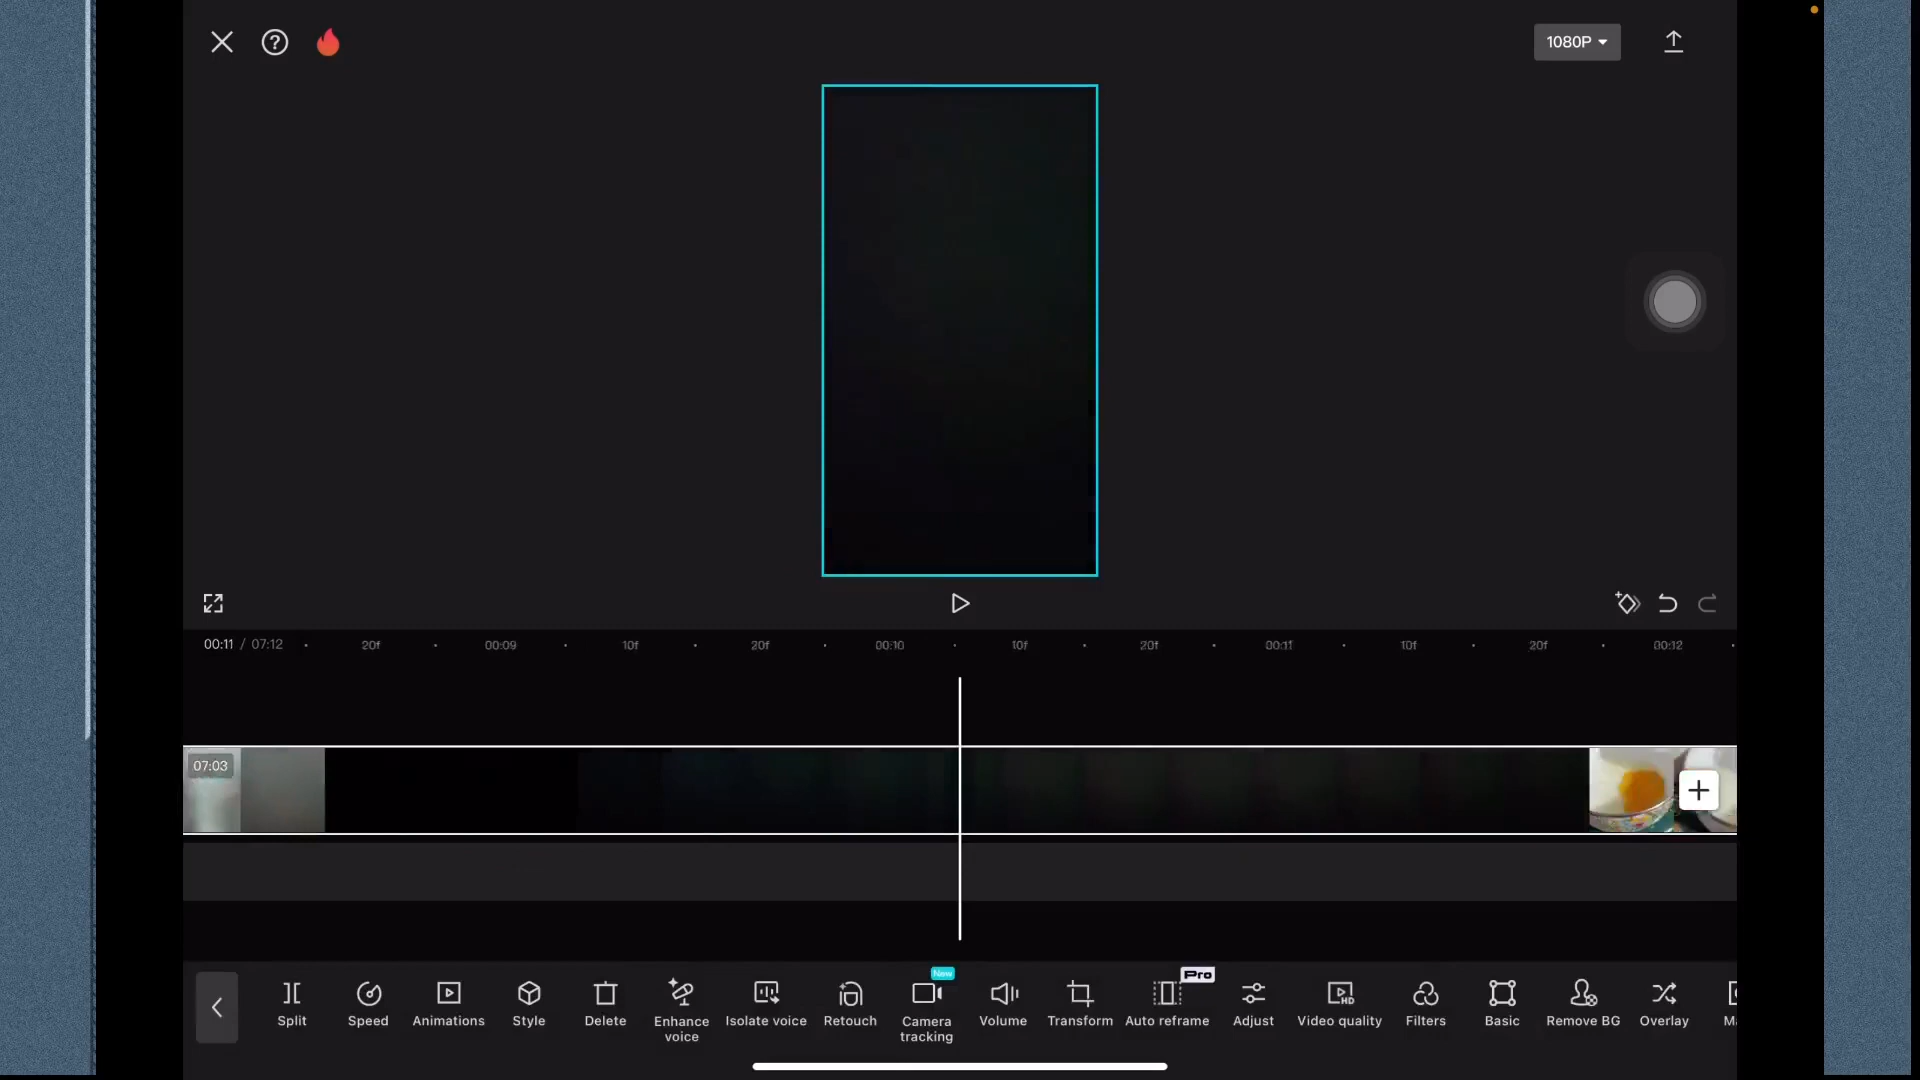 1080P
00:11 / 07:12 20f 00:09 10f 20f 00:10 10f 20f 00:11 10f 20f 00:12
07:03
New
Pro
Split Speed Animations Style Delete Enhance voice Isolate voice Retouch Camera tracking Volume Transform Auto reframe Adjust Video quality Filters Basic Remove BG Overlay